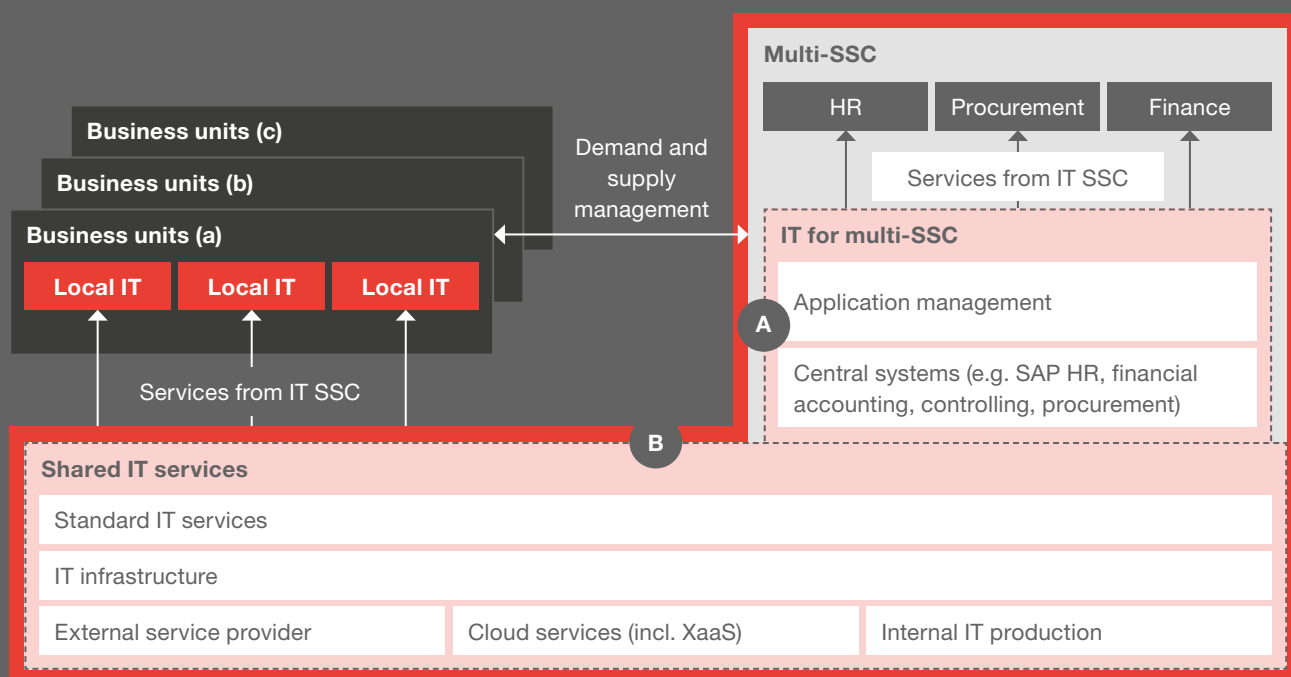 Multi-SSC
HR
Procurement
Finance
Services from IT SSC
Business units (c)
Business units (b)
Business units (a)
Local IT
Local IT
Local IT
Demand and
supply
management
IT for multi-SSC
Application management
A
Central systems (e.g. SAP HR, financial
accounting, controlling, procurement)
Services from IT SSC
B
Shared IT services
Standard IT services
IT infrastructure
External service provider
Cloud services (incl. XaaS)
Internal IT production